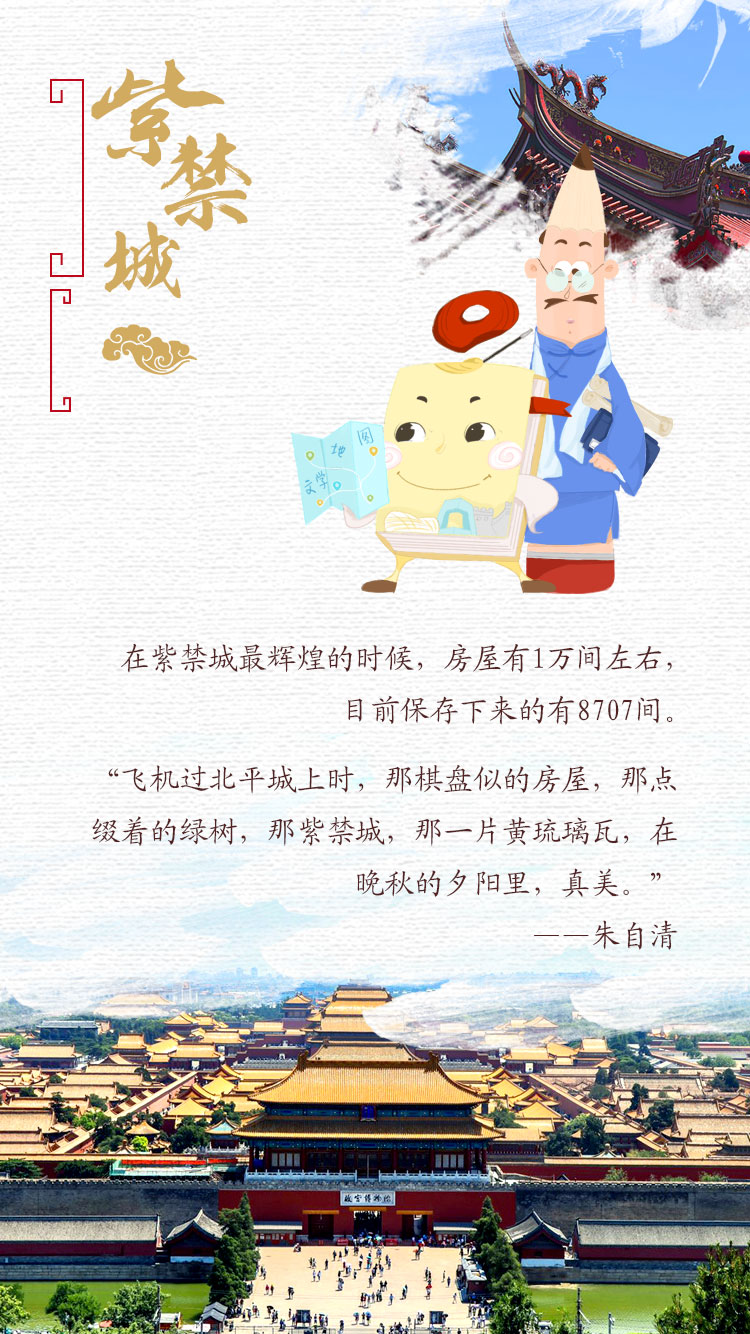 紫禁城
文学
地
图
在紫禁城最辉煌的时候，房屋有1万间左右，
目前保存下来的有8707间。
“飞机过北平城上时，那棋盘似的房屋，那点
缀着的绿树，那紫禁城，那一片黄琉璃瓦，在
晚秋的夕阳里，真美。”
——朱自清
故宫博物院